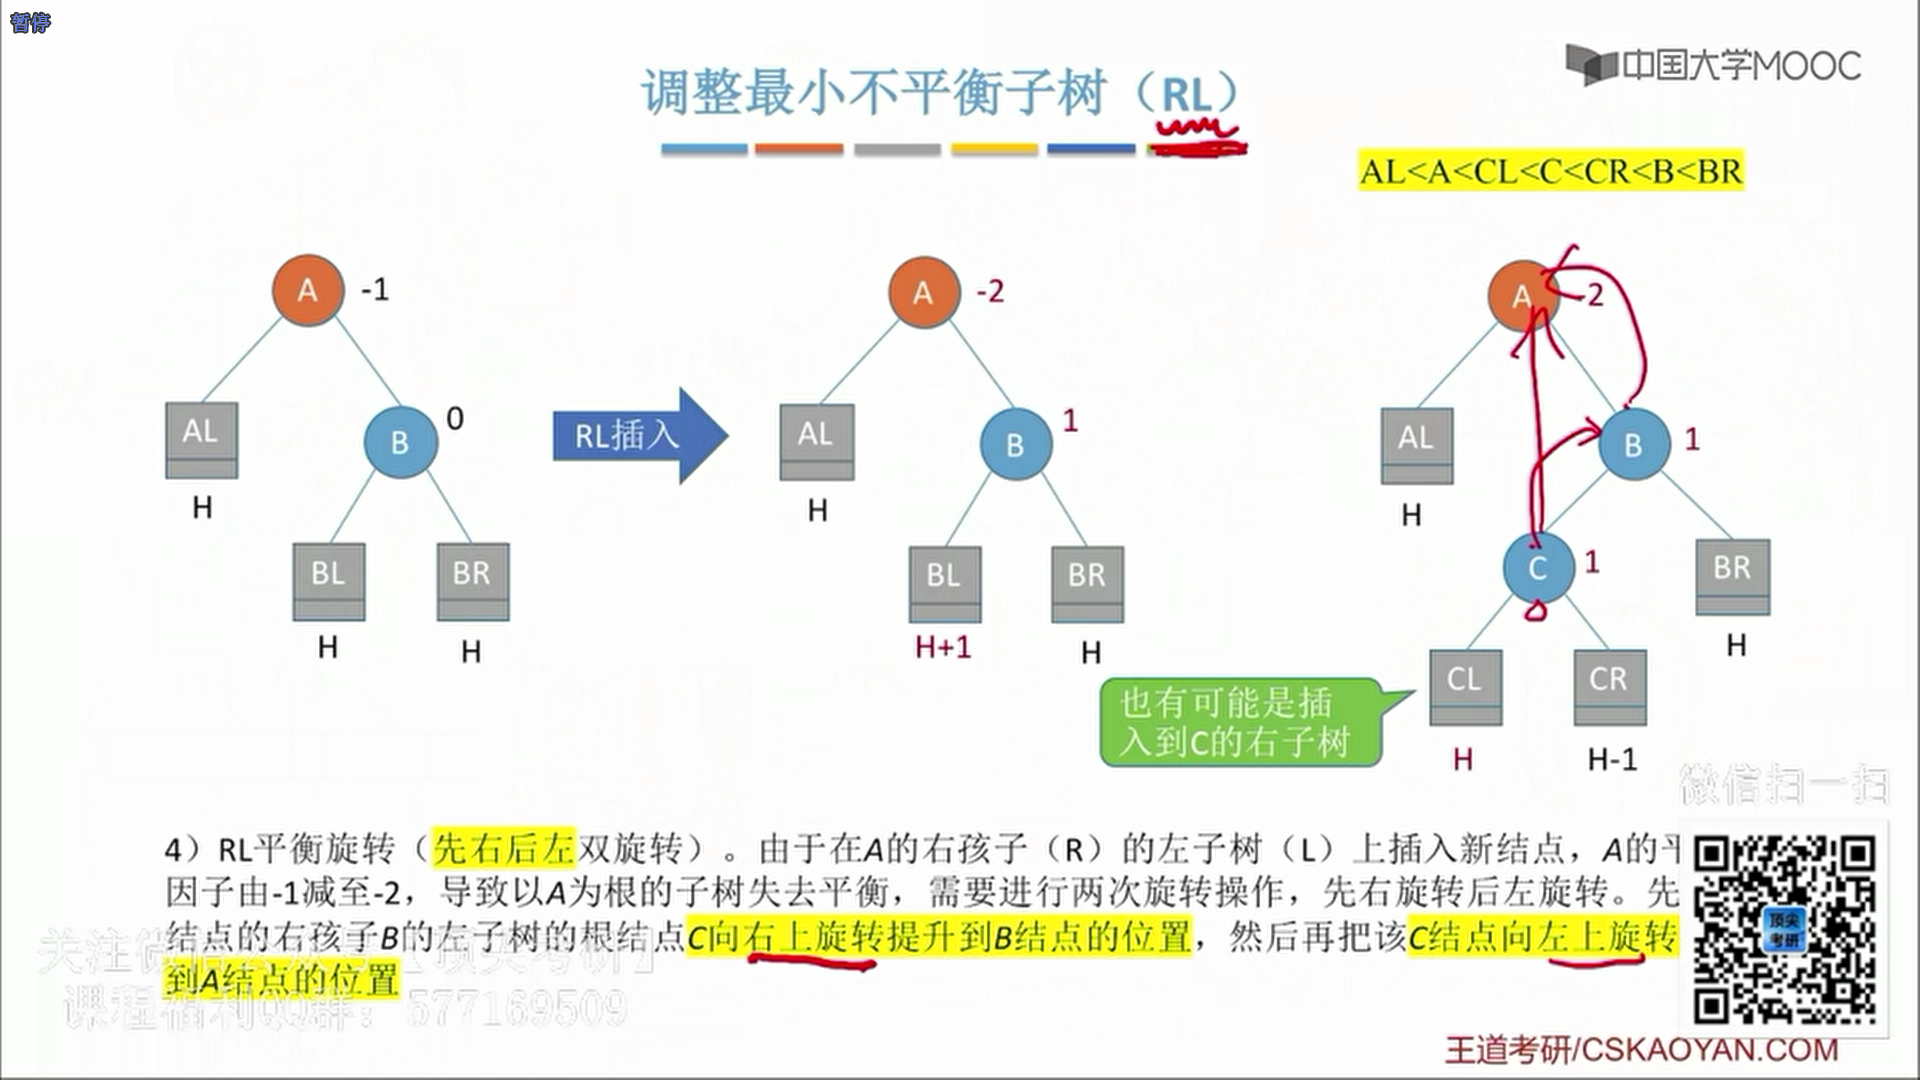 暂停
中国大学MOOC
调整最小不平衡子树（RL）
AL<A<CL<C<CR<B<BR
A -1
AL
H
B 0
BL
H
BR
H
RL插入
A -2
AL
H
B 1
BL
H+1
BR
H
A -2
AL
H
B 1
C 1
BR
H
CL
H
CR
H-1
也有可能是插
入到C的右子树
微信扫一扫
4）RL平衡旋转（先右后左双旋转）。由于在A的右孩子（R）的左子树（L）上插入新结点，A的平
因子由-1减至-2，导致以A为根的子树失去平衡，需要进行两次旋转操作，先右旋转后左旋转。先
结点的右孩子B的左子树的根结点C向右上旋转提升到B结点的位置，然后再把该C结点向左上旋转
到A结点的位置
课程福利QQ群：577169509
顶尖
考研
王道考研/CSKAOYAN.COM